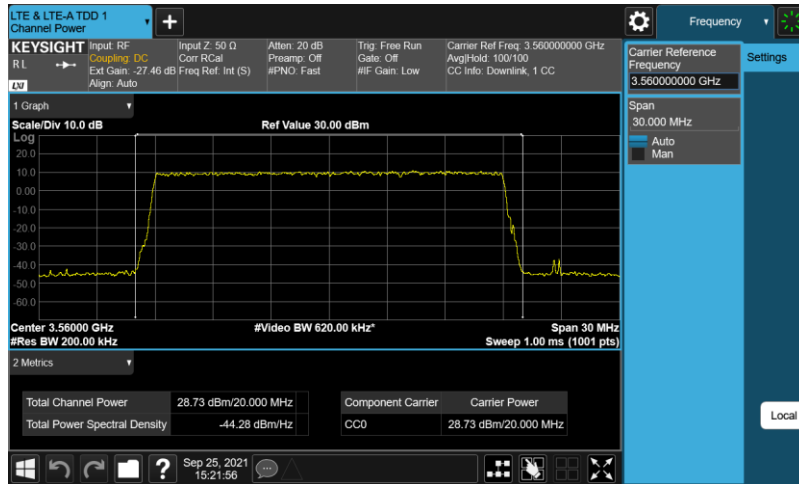 LTE & LTE-A TDD 1
Channel Power
Frequency
KEYSIGHT
RL
LXI
Input: RF
Coupling: DC
Ext Gain: -27.46 dB
Align: Auto
Input Z: 50 Ω
Corr RCal
Freq Ref: Int (S)
Atten: 20 dB
Preamp: Off
#PNO: Fast
Trig: Free Run
Gate: Off
#IF Gain: Low
Carrier Ref Freq: 3.560000000 GHz
Avg|Hold: 100/100
CC Info: Downlink, 1 CC
Carrier Reference
Frequency
3.560000000 GHz
Settings
Span
30.000 MHz
Auto
Man
1 Graph
Scale/Div 10.0 dB
Ref Value 30.00 dBm
Log
20.0
10.0
0.00
-10.0
-20.0
-30.0
-40.0
-50.0
-60.0
Center 3.56000 GHz
#Video BW 620.00 kHz*
Span 30 MHz
#Res BW 200.00 kHz
Sweep 1.00 ms (1001 pts)
2 Metrics
Total Channel Power 28.73 dBm/20.000 MHz
Total Power Spectral Density -44.28 dBm/Hz
Component Carrier Carrier Power
CC0 28.73 dBm/20.000 MHz
Local
?
Sep 25, 2021
15:21:56